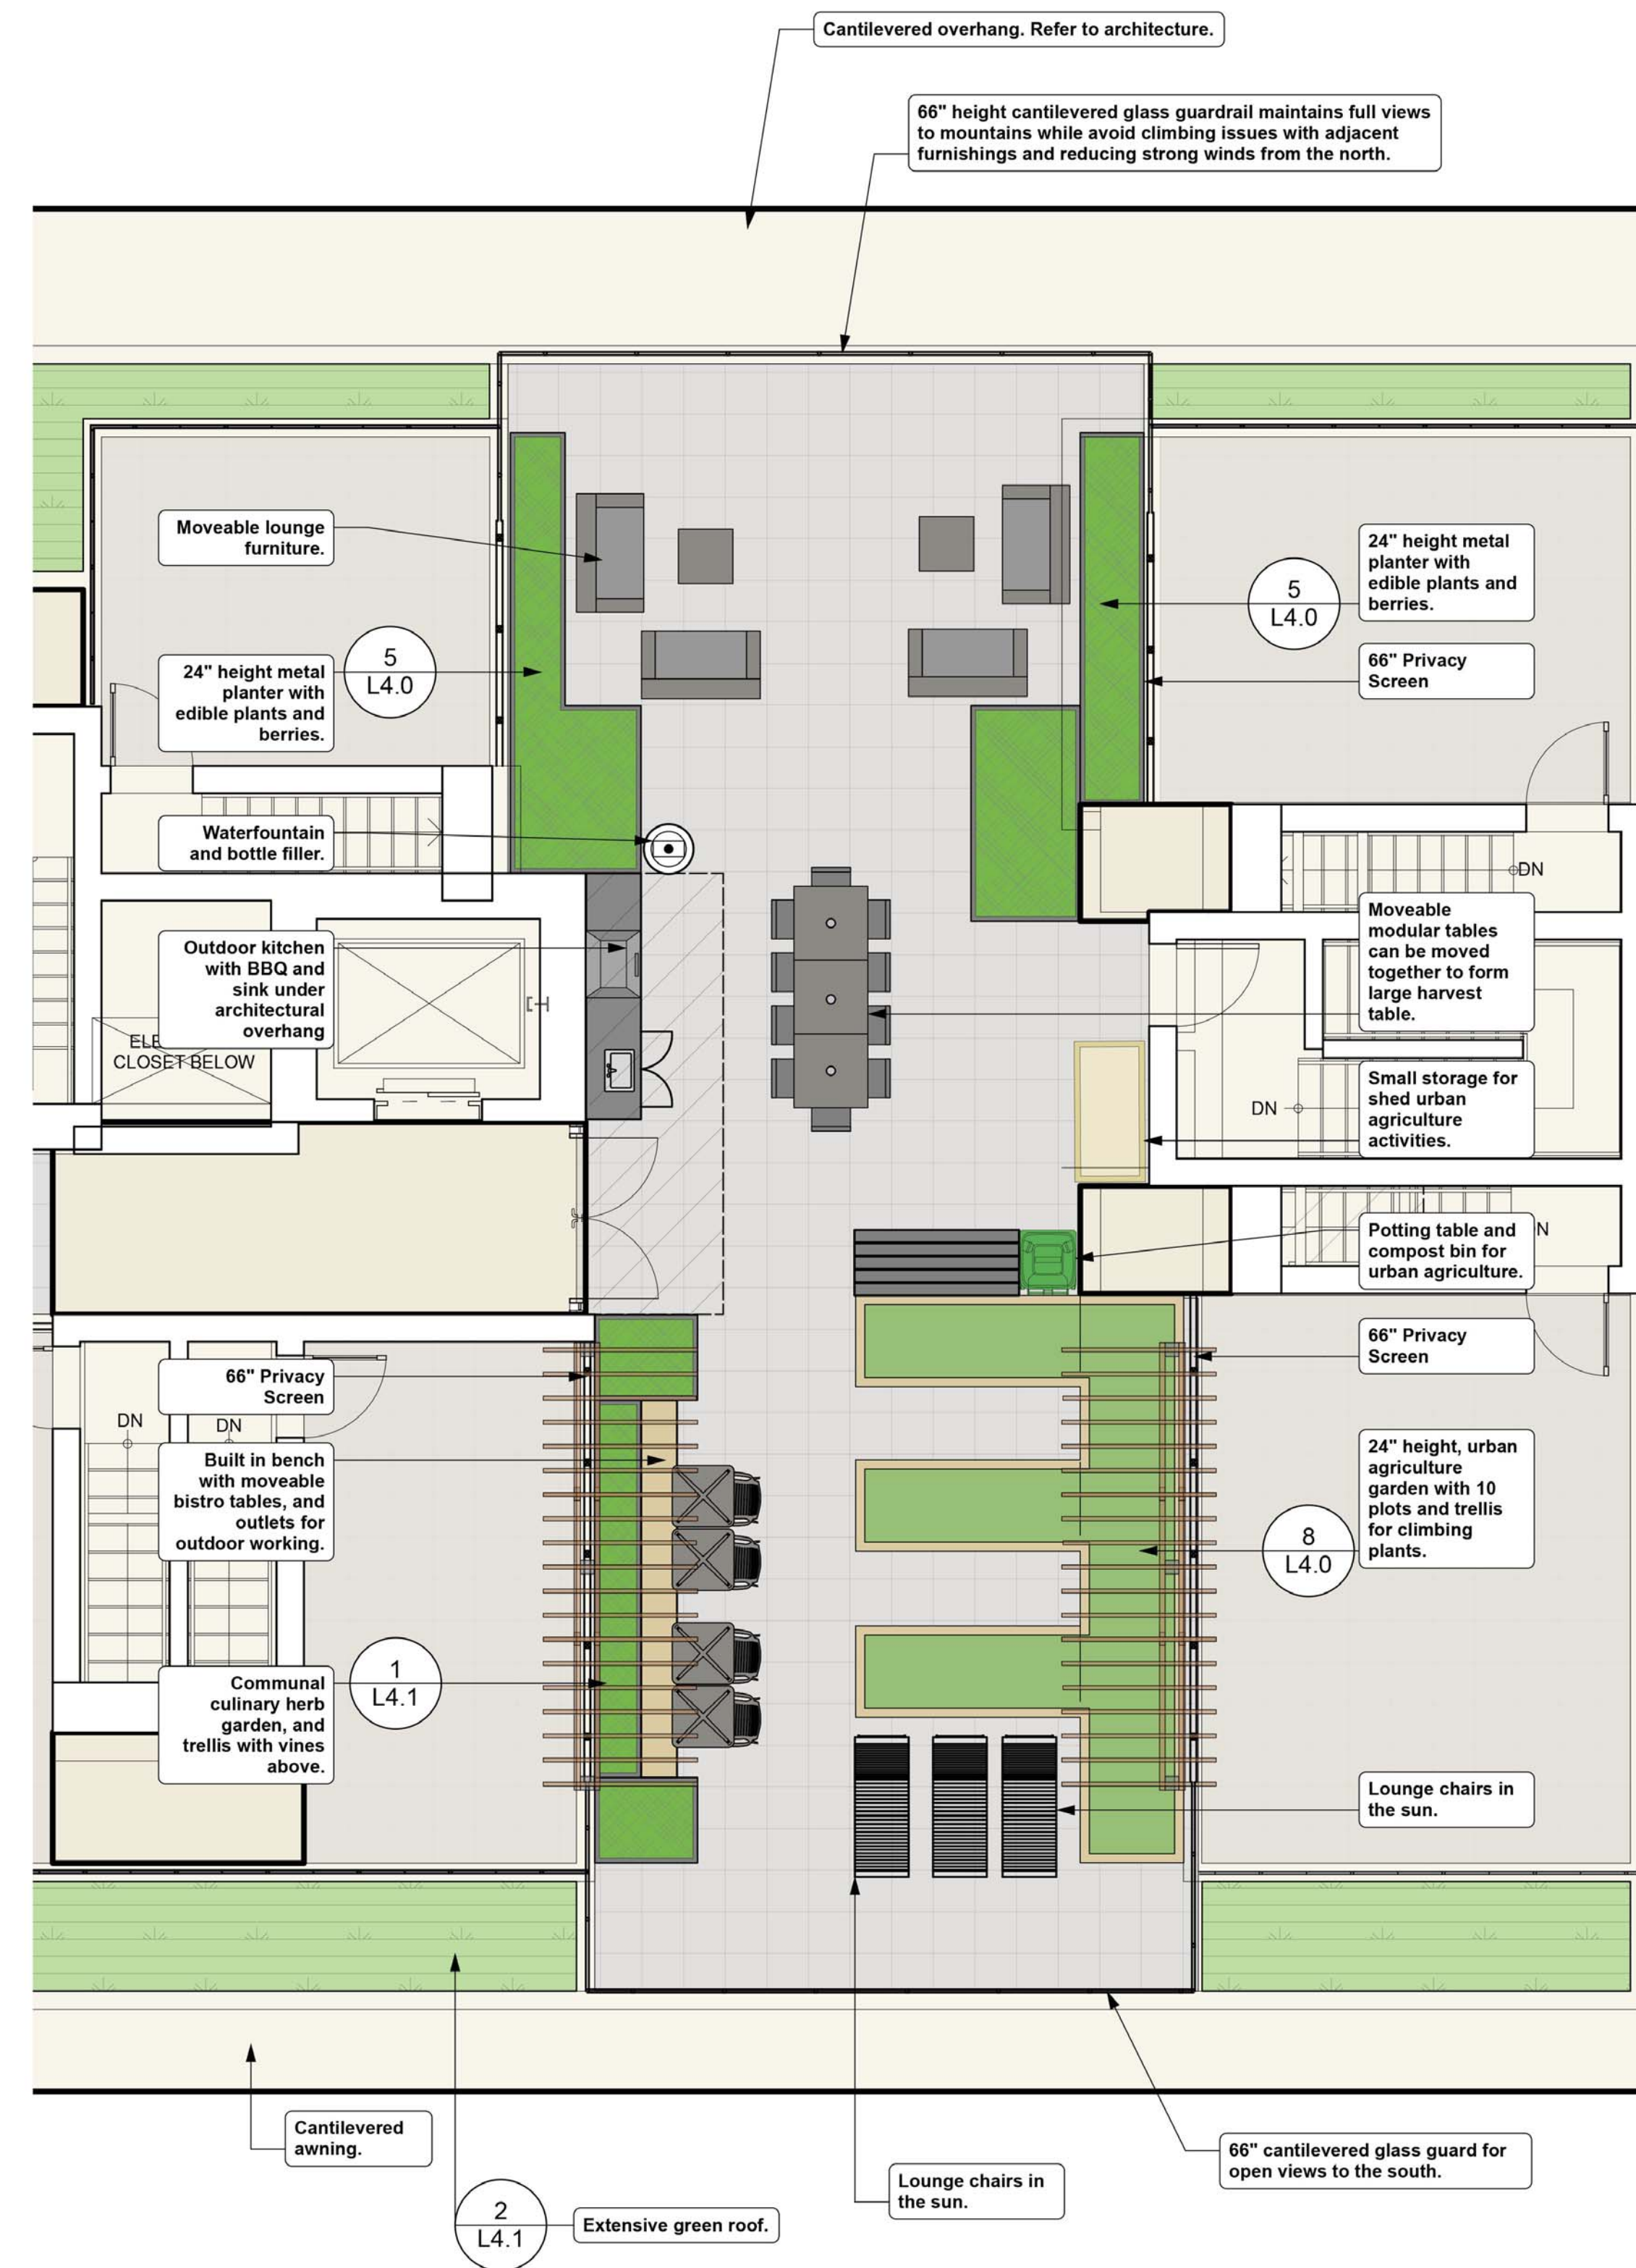 Cantilevered overhang. Refer to architecture.
66" height cantilevered glass guardrail maintains full views
to mountains while avoid climbing issues with adjacent
furnishings and reducing strong winds from the north.
Moveable lounge
furniture.
24" height metal
planter with
edible plants and
berries.
5
L4.0
66" Privacy
Screen
5
L4.0
24" height metal
planter with
edible plants and
berries.
Waterfountain
and bottle filler.
DN
Moveable
modular tables
can be moved
together to form
large harvest
table.
Outdoor kitchen
with BBQ and
sink under
architectural
overhang
ELE
CLOSET BELOW
Small storage for
shed urban
agriculture
activities.
DN
Potting table and
compost bin for
urban agriculture.
N
66" Privacy
Screen
66" Privacy
Screen
DN
DN
Built in bench
with moveable
bistro tables, and
outlets for
outdoor working.
24" height, urban
agriculture
garden with 10
plots and trellis
for climbing
plants.
8
L4.0
1
L4.1
Communal
culinary herb
garden, and
trellis with vines
above.
Lounge chairs in
the sun.
Cantilevered
awning.
66" cantilevered glass guard for
open views to the south.
Lounge chairs in
the sun.
2
L4.1
Extensive green roof.